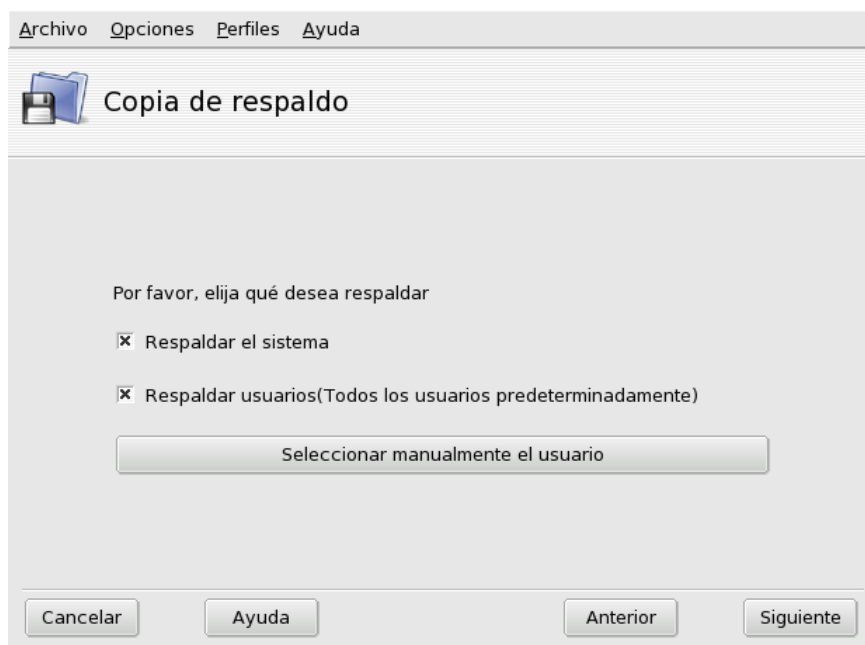 Archivo Opciones Perfiles Ayuda
Copia de respaldo
Por favor, elija qué desea respaldar
Respaldar el sistema
Respaldar usuarios(Todos los usuarios predeterminadamente)
Seleccionar manualmente el usuario
Cancelar Ayuda Anterior Siguiente